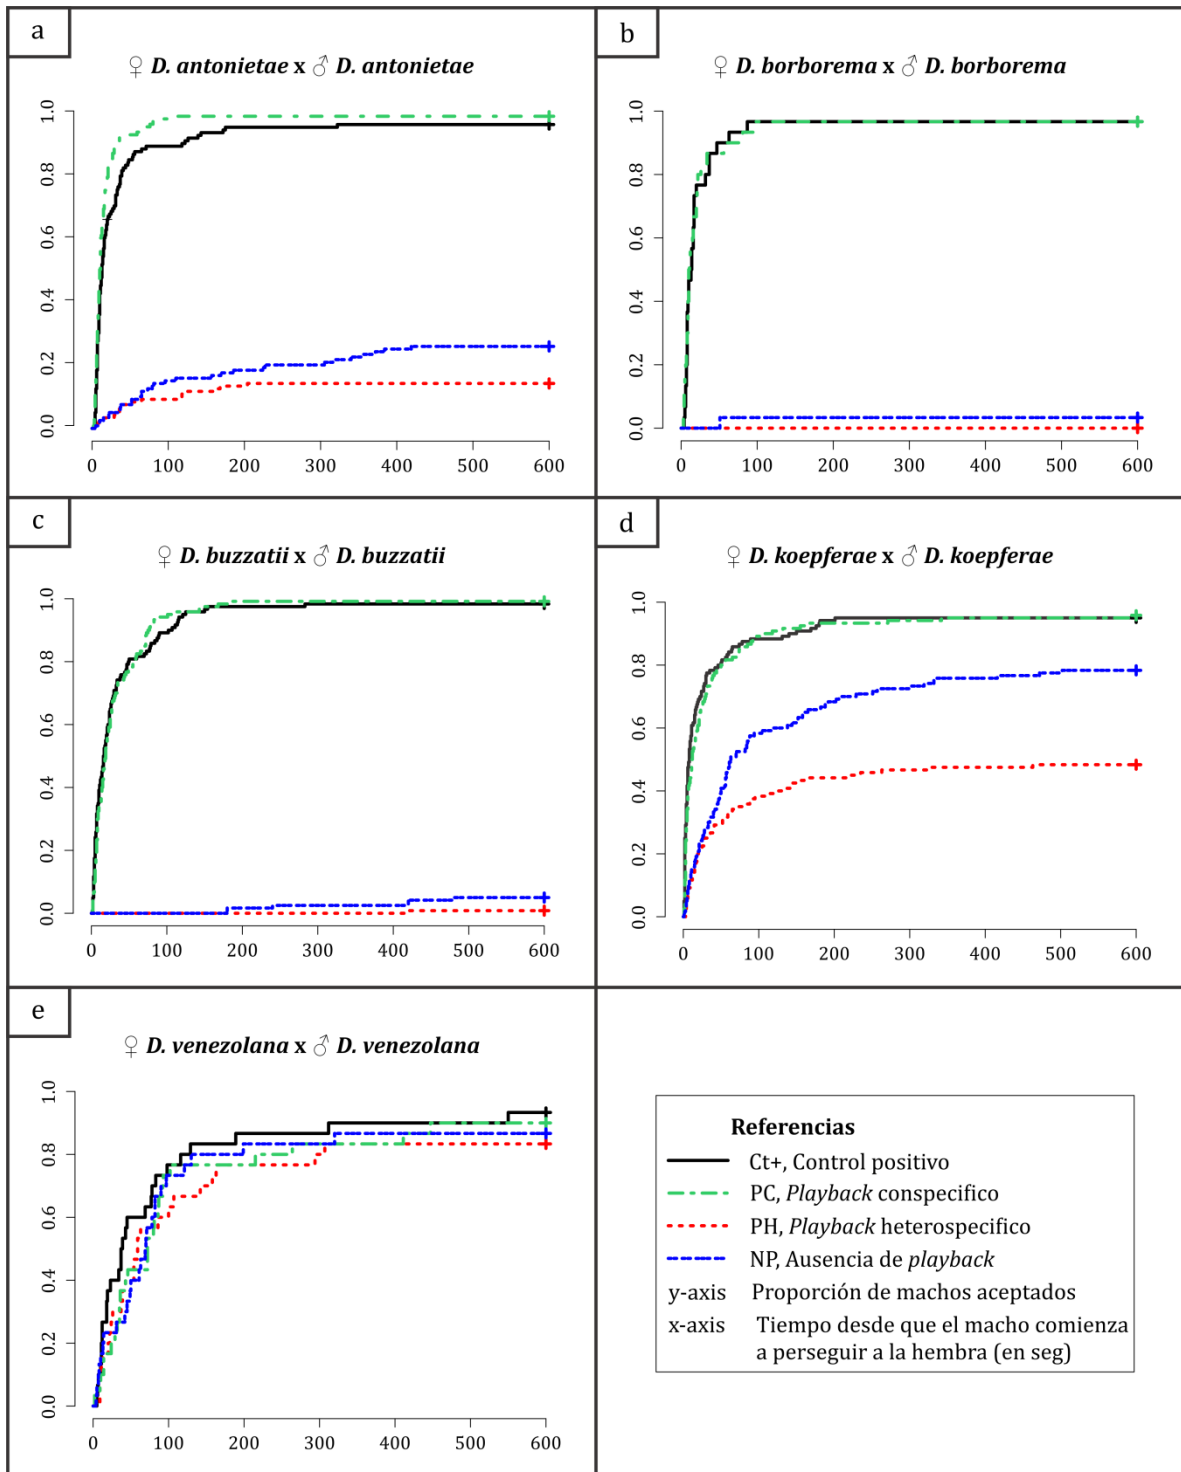 a
♀ D. antonietae x ♂ D. antonietae
1.0
0.8
0.6
0.4
0.2
0.0
0 100 200 300 400 500 600
b
♀ D. borborema x ♂ D. borborema
1.0
0.8
0.6
0.4
0.2
0.0
0 100 200 300 400 500 600
c
♀ D. buzzatii x ♂ D. buzzatii
1.0
0.8
0.6
0.4
0.2
0.0
0 100 200 300 400 500 600
d
♀ D. koepferae x ♂ D. koepferae
1.0
0.8
0.6
0.4
0.2
0.0
0 100 200 300 400 500 600
e
♀ D. venezolana x ♂ D. venezolana
1.0
0.8
0.6
0.4
0.2
0.0
0 100 200 300 400 500 600
Referencias
Ct+, Control positivo
PC, Playback conspecifico
PH, Playback heterospecifico
NP, Ausencia de playback
y-axis Proporción de machos aceptados
x-axis Tiempo desde que el macho comienza
a perseguir a la hembra (en seg)